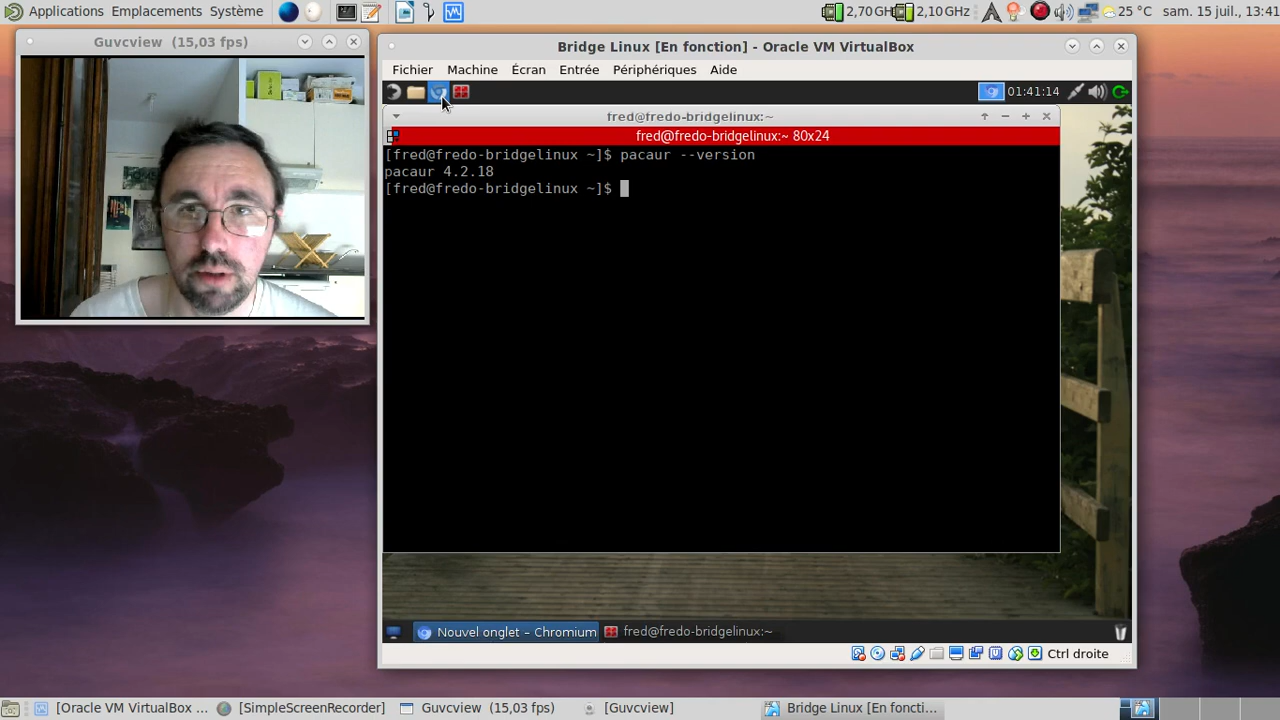 Applications Emplacements Système
2,70 GH
2,10 GHz
25 °C
sam. 15 juil., 13:41
Guvcview (15,03 fps)
Bridge Linux [En fonction] - Oracle VM VirtualBox
Fichier Machine Écran Entrée Périphériques Aide
01:41:14
fred@fredo-bridgelinux:~
fred@fredo-bridgelinux:~ 80x24
[fred@fredo-bridgelinux ~]$ pacaur --version
pacaur 4.2.18
[fred@fredo-bridgelinux ~]$
Nouvel onglet – Chromium
fred@fredo-bridgelinux:~
Ctrl droite
[Oracle VM VirtualBox ...
[SimpleScreenRecorder]
Guvcview (15,03 fps)
[Guvcview]
Bridge Linux [En foncti...